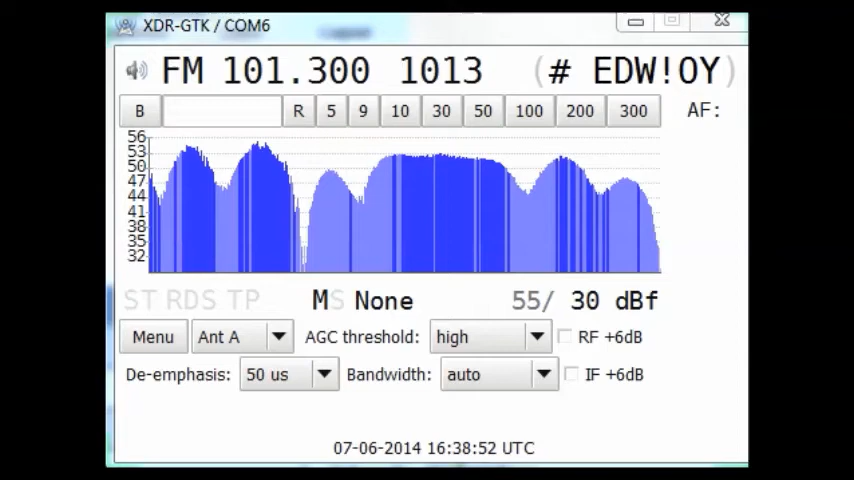 XDR-GTK / COM6
FM 101.300 1013 (# EDW!OY)
B R 5 9 10 30 50 100 200 300 AF:
56
53
50
47
44
41
38
35
32
ST RDS TP MS None 55/ 30 dBf
Menu Ant A AGC threshold: high RF +6dB
De-emphasis: 50 us Bandwidth: auto IF +6dB
07-06-2014 16:38:52 UTC